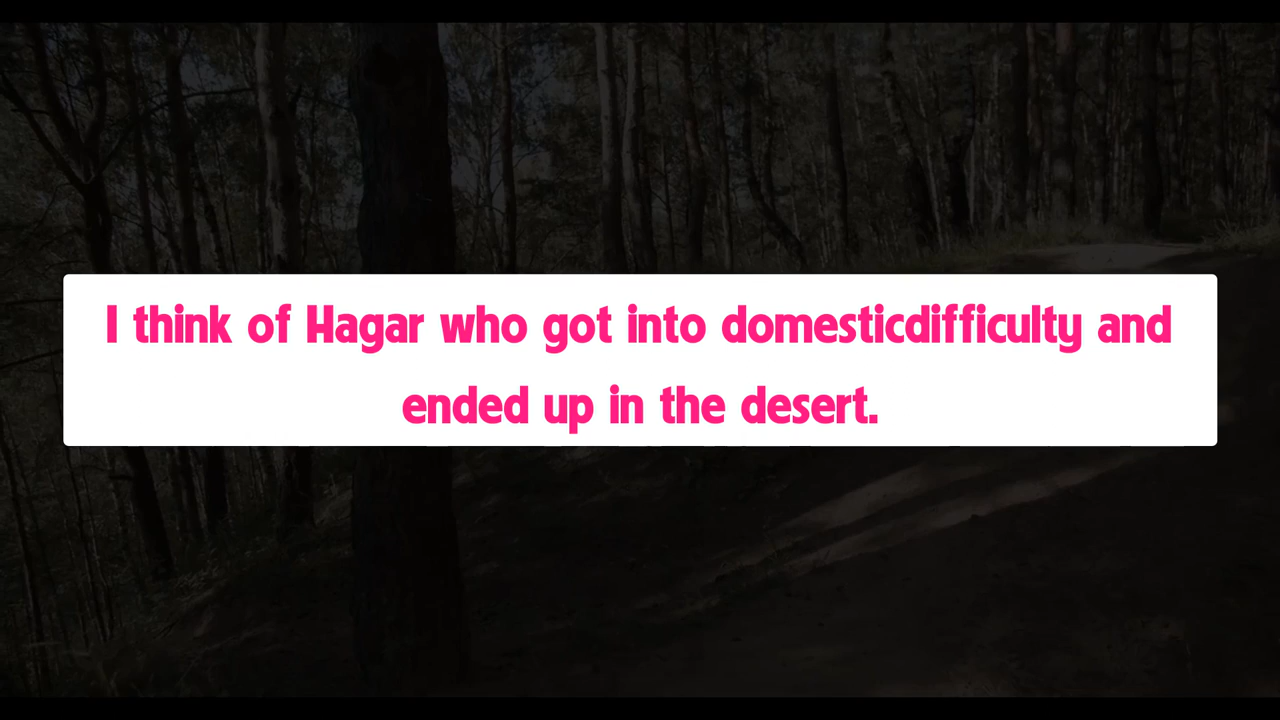 I think of Hagar who got into domesticdifficulty and
ended up in the desert.